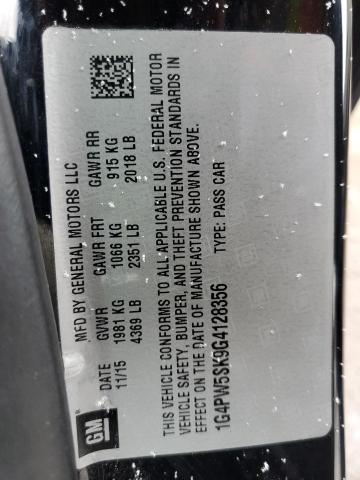 GM
MFD BY GENERAL MOTORS LLC
DATE GVWR GAWR FRT GAWR RR
11/15 1981 KG 1066 KG 915 KG
4369 LB 2351 LB 2018 LB
THIS VEHICLE CONFORMS TO ALL APPLICABLE U.S. FEDERAL MOTOR
VEHICLE SAFETY, BUMPER, AND THEFT PREVENTION STANDARDS IN
EFFECT ON THE DATE OF MANUFACTURE SHOWN ABOVE.
1G4PW5SK9G4128356 TYPE: PASS CAR